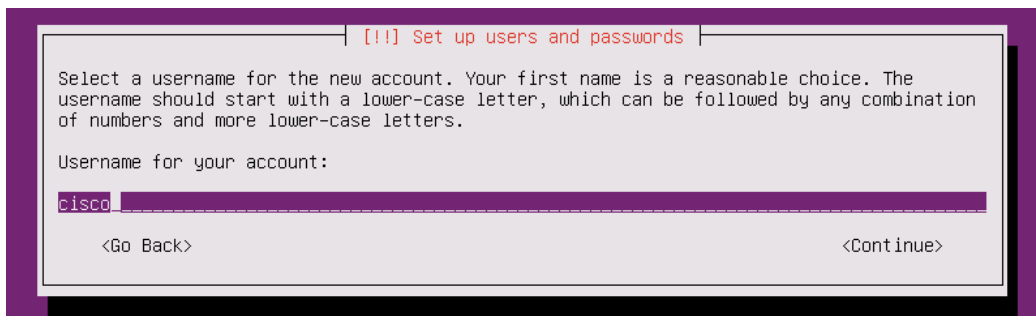 [!!] Set up users and passwords
Select a username for the new account. Your first name is a reasonable choice. The
username should start with a lower-case letter, which can be followed by any combination
of numbers and more lower-case letters.
Username for your account:
cisco
<Go Back> <Continue>